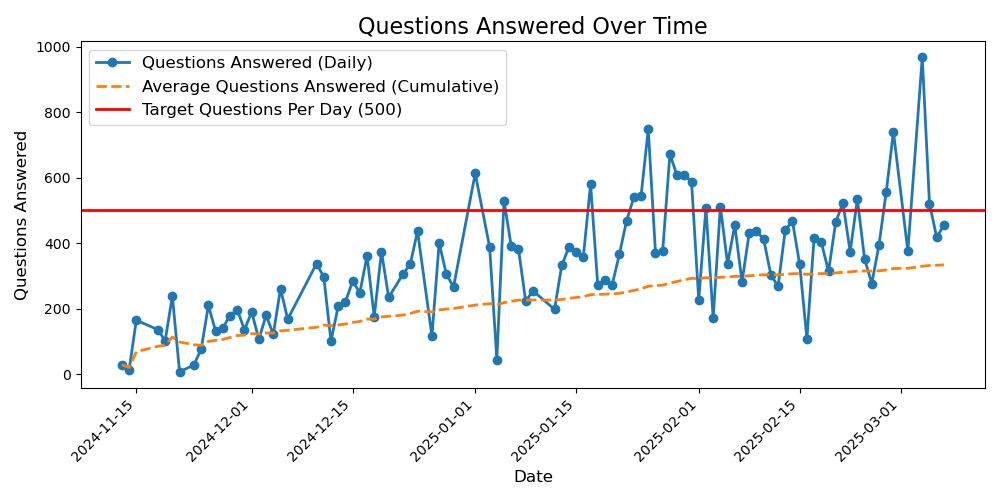 Questions Answered Over Time
Questions Answered (Daily)
Average Questions Answered (Cumulative)
Target Questions Per Day (500)
Questions Answered
1000
800
600
400
200
0
2024-11-15
2024-12-01
2024-12-15
2025-01-01
2025-01-15
2025-02-01
2025-02-15
2025-03-01
Date